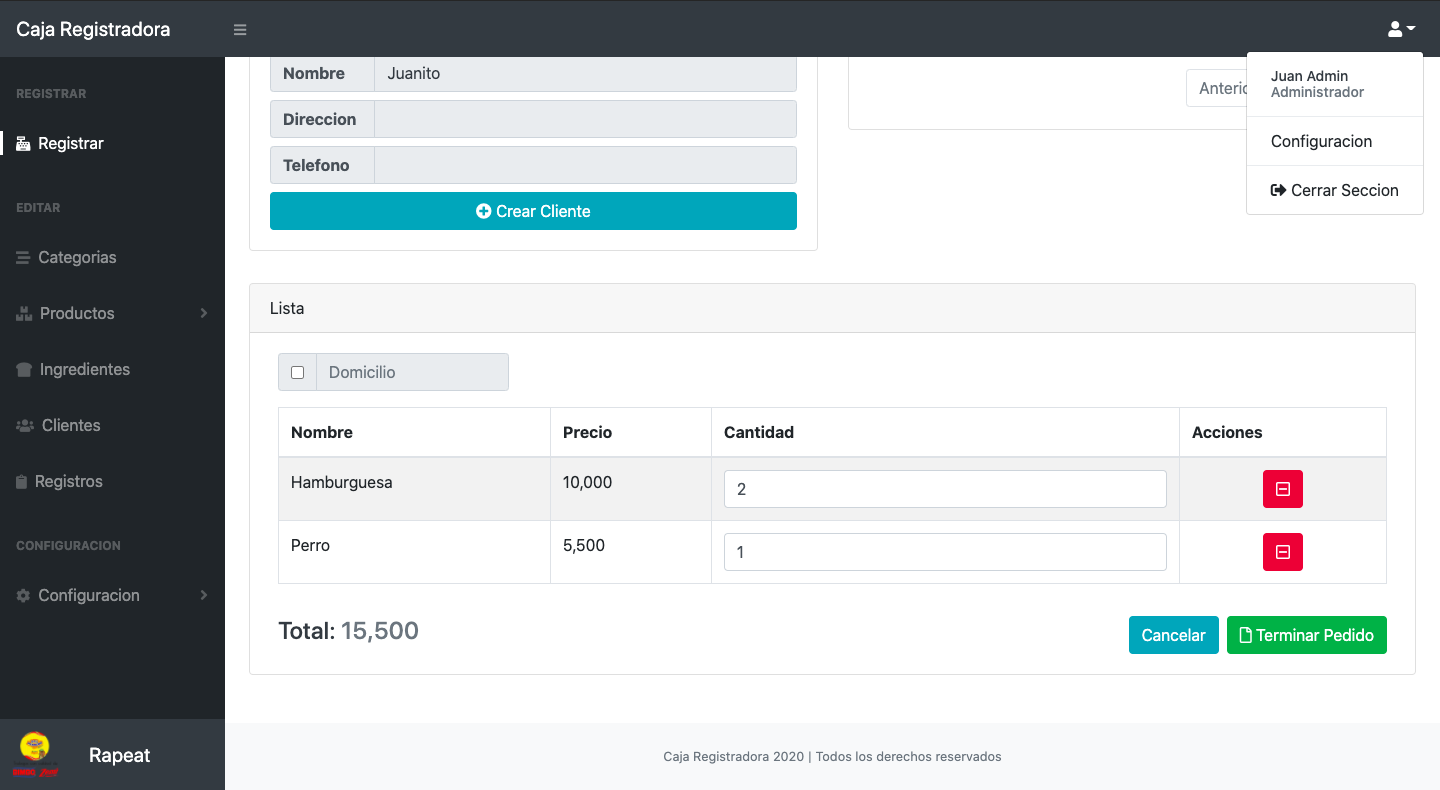 Caja Registradora
Juan Admin
Administrador
Configuracion
Cerrar Seccion
REGISTRAR
Registrar
EDITAR
Categorias
Productos
Ingredientes
Clientes
Registros
CONFIGURACION
Configuracion
Rapeat
Nombre Juanito
Direccion
Telefono
Crear Cliente
Lista
Domicilio
Nombre Precio Cantidad Acciones
Hamburguesa 10,000 2
Perro 5,500 1
Total: 15,500
Cancelar Terminar Pedido
Caja Registradora 2020 | Todos los derechos reservados